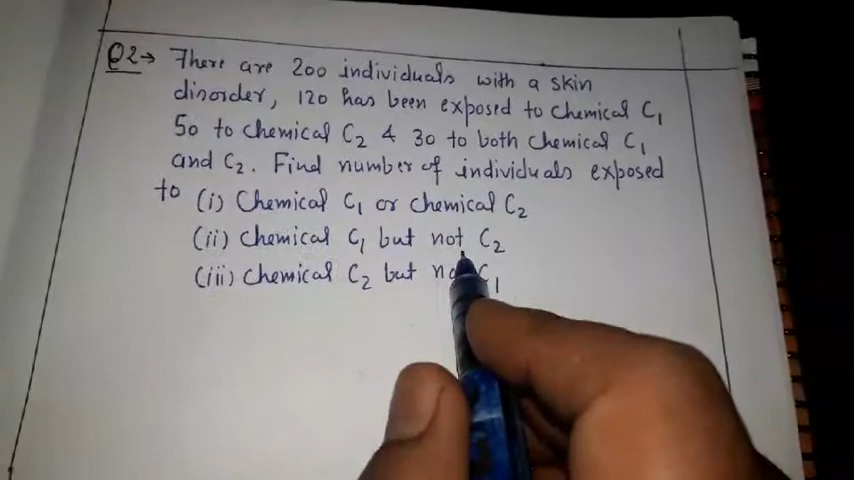 Q2→ There are 200 individuals with a skin
disorder, 120 has been exposed to Chemical C₁
50 to chemical C₂ & 30 to both Chemical C₁
and C₂. Find number of individuals exposed
to (i) Chemical C₁ or chemical C₂
(ii) Chemical C₁ but not C₂
(iii) Chemical C₂ but not C₁